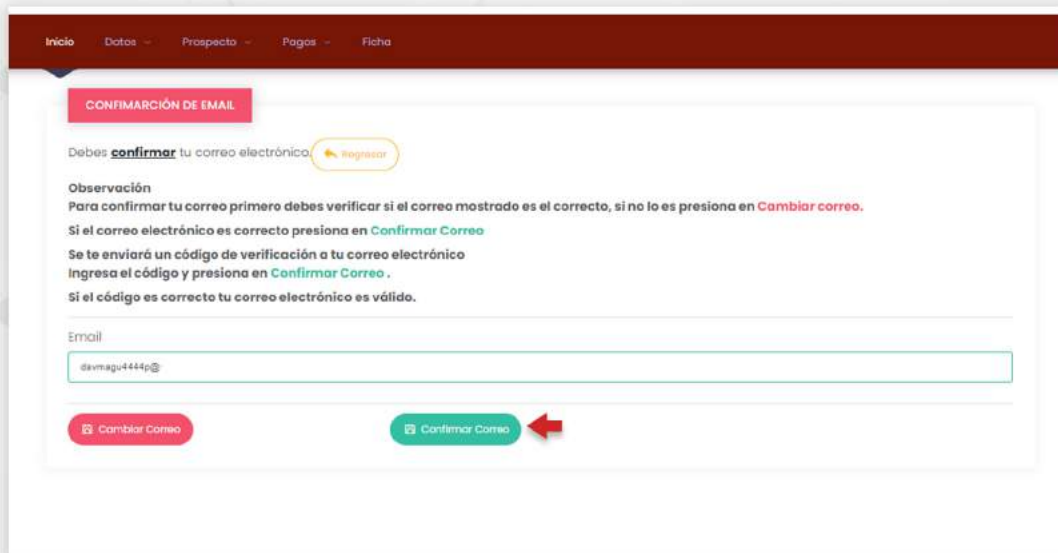 Inicio Datos Prospecto Pagos Ficha
CONFIMARCIÓN DE EMAIL
Debes confirmar tu correo electrónico. Regresar
Observación
Para confirmar tu correo primero debes verificar si el correo mostrado es el correcto, si no lo es presiona en Cambiar correo.
Si el correo electrónico es correcto presiona en Confirmar Correo
Se te enviará un código de verificación a tu correo electrónico
Ingresa el código y presiona en Confirmar Correo .
Si el código es correcto tu correo electrónico es válido.
Email
davmagu4444p@
Cambiar Correo Confirmar Correo